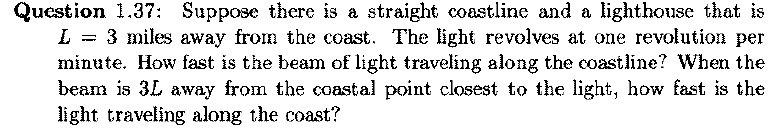 Question 1.37: Suppose there is a straight coastline and a lighthouse that is
L = 3 miles away from the coast. The light revolves at one revolution per
minute. How fast is the beam of light traveling along the coastline? When the
beam is 3L away from the coastal point closest to the light, how fast is the
light traveling along the coast?